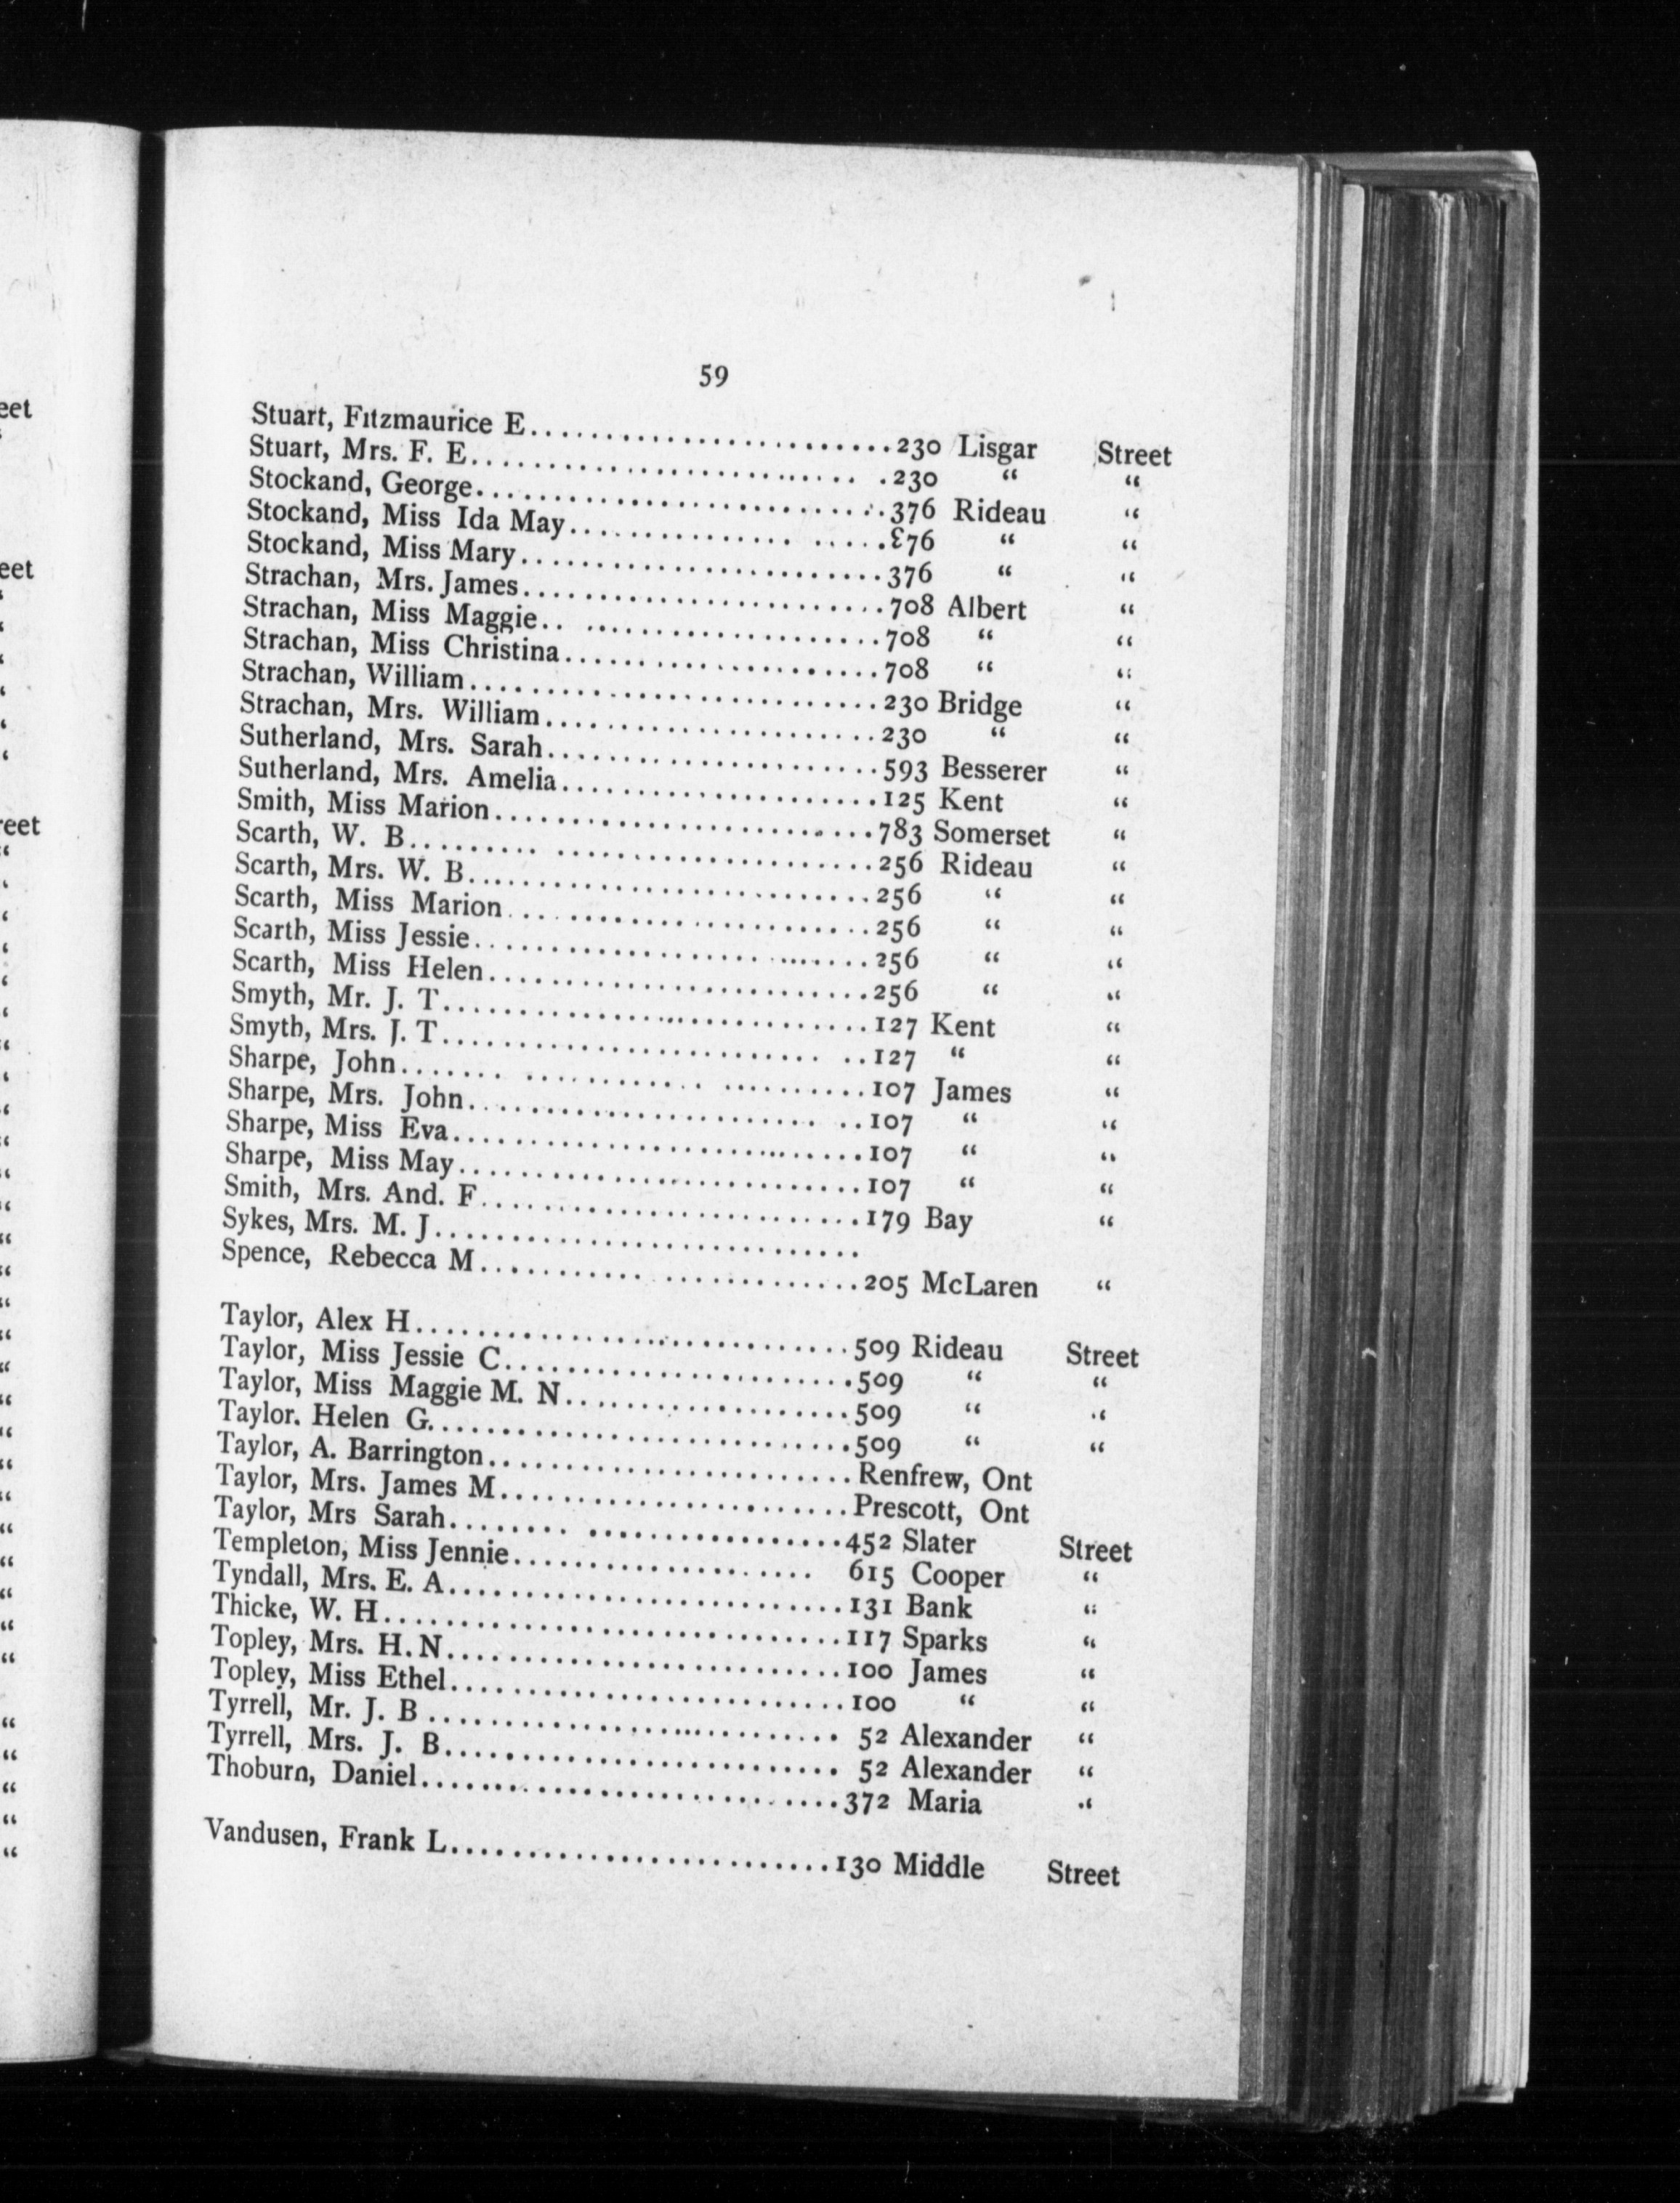 59
Stuart, Fitzmaurice E........................230 Lisgar Street
Stuart, Mrs. F. E........................230 " "
Stockand, George........................376 Rideau "
Stockand, Miss Ida May....................£76 " "
Stockand, Miss Mary........................376 " "
Strachan, Mrs. James........................708 Albert "
Strachan, Miss Maggie.. ....................708 " "
Strachan, Miss Christina....................708 " "
Strachan, William........................230 Bridge "
Strachan, Mrs. William....................230 " "
Sutherland, Mrs. Sarah....................593 Besserer "
Sutherland, Mrs. Amelia....................125 Kent "
Smith, Miss Marion........................783 Somerset "
Scarth, W. B......... ....................256 Rideau "
Scarth, Mrs. W. B........................256 " "
Scarth, Miss Marion........................256 " "
Scarth, Miss Jessie........................256 " "
Scarth, Miss Helen........................256 " "
Smyth, Mr. J. T........................127 Kent "
Smyth, Mrs. J. T........................127 " "
Sharpe, John....... .......... ..........107 James "
Sharpe, Mrs. John........................107 " "
Sharpe, Miss Eva........................107 " "
Sharpe, Miss May........................107 " "
Smith, Mrs. And. F........................179 Bay "
Sykes, Mrs. M. J........................
Spence, Rebecca M........................205 McLaren "
Taylor, Alex H........................509 Rideau Street
Taylor, Miss Jessie C....................509 " "
Taylor, Miss Maggie M. N....................509 " "
Taylor. Helen G........................509 " "
Taylor, A. Barrington....................Renfrew, Ont
Taylor, Mrs. James M....................Prescott, Ont
Taylor, Mrs Sarah........ ................452 Slater Street
Templeton, Miss Jennie.................... 615 Cooper "
Tyndall, Mrs. E. A........................131 Bank "
Thicke, W. H........................117 Sparks "
Topley, Mrs. H. N........................100 James "
Topley, Miss Ethel........................100 " "
Tyrrell, Mr. J. B ........................ 52 Alexander "
Tyrrell, Mrs. J. B........................ 52 Alexander "
Thoburn, Daniel........................372 Maria "
Vandusen, Frank L........................130 Middle Street